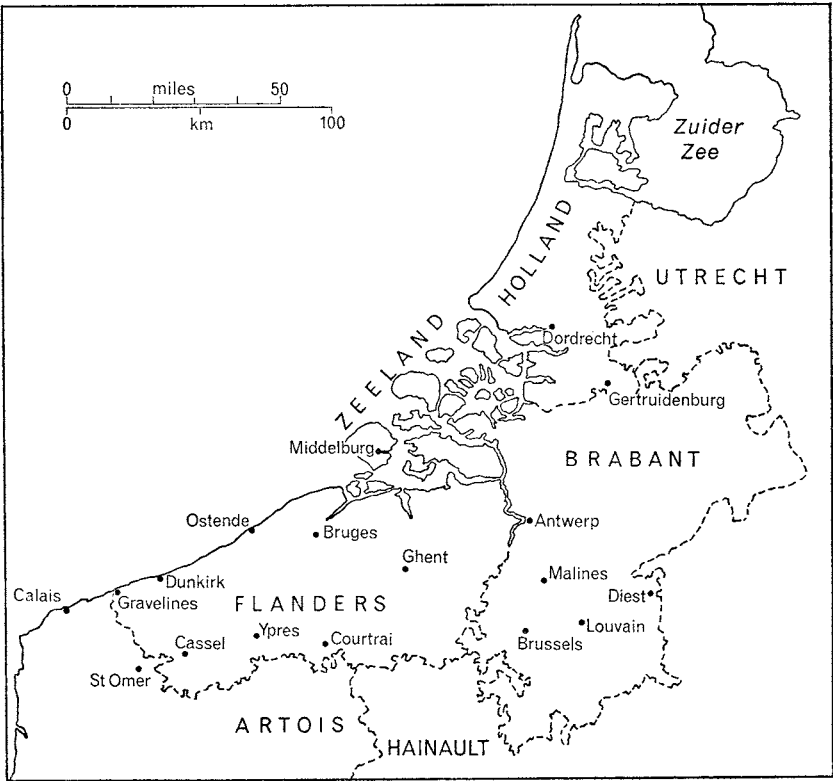 0 miles 50
0 km 100
Zuider
Zee
HOLLAND
UTRECHT
Dordrecht
ZEELAND
Gertruidenburg
Middelburg
BRABANT
Ostende
Bruges
Antwerp
Ghent
Dunkirk
Malines
Calais
Gravelines
Diest
FLANDERS
Ypres
Courtrai
Louvain
Cassel
Brussels
St Omer
ARTOIS
HAINAULT